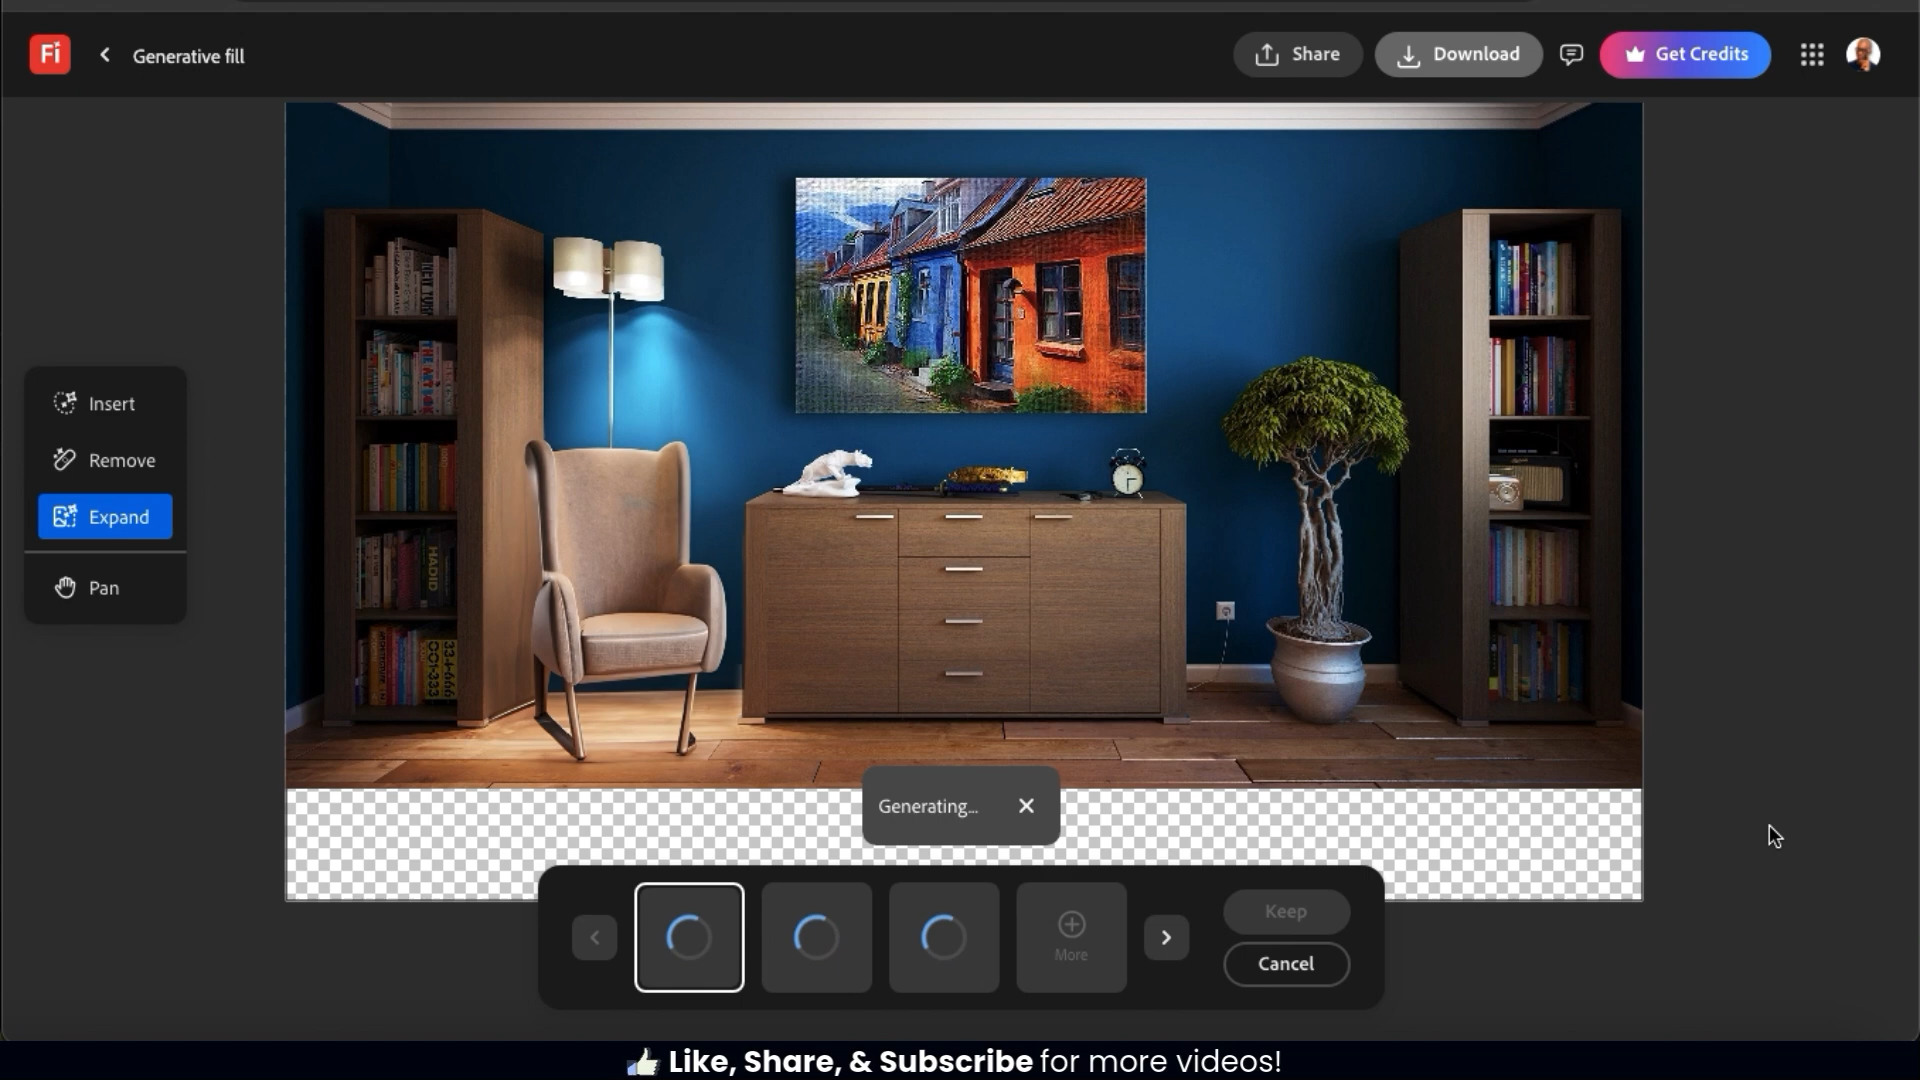 Fi
Generative fill
Share
Download
Get Credits
Insert
Remove
Expand
Pan
HADID
Generating...
More
Keep
Cancel
👍 Like, Share, & Subscribe for more videos!